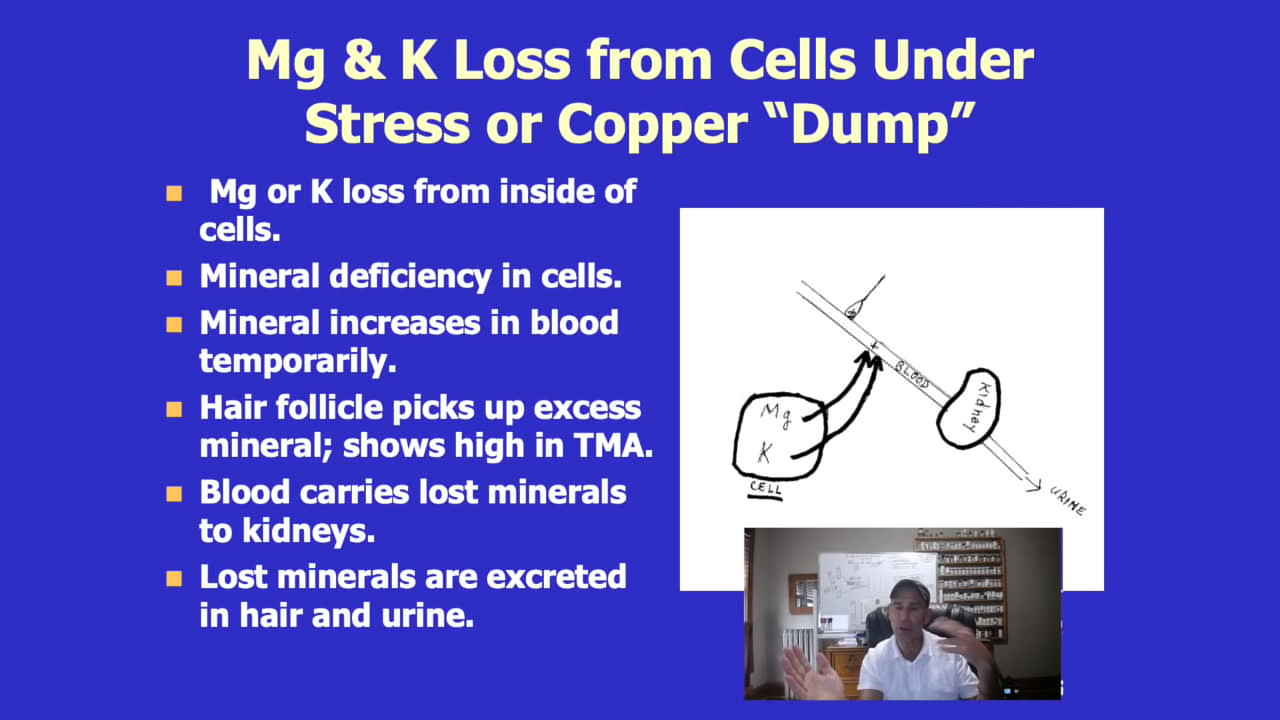 Mg & K Loss from Cells Under
Stress or Copper “Dump”
Mg or K loss from inside of
cells.
Mineral deficiency in cells.
Mineral increases in blood
temporarily.
Hair follicle picks up excess
mineral; shows high in TMA.
Blood carries lost minerals
to kidneys.
Lost minerals are excreted
in hair and urine.
+
BLOOD
Kidney
Mg
K
CELL
URINE